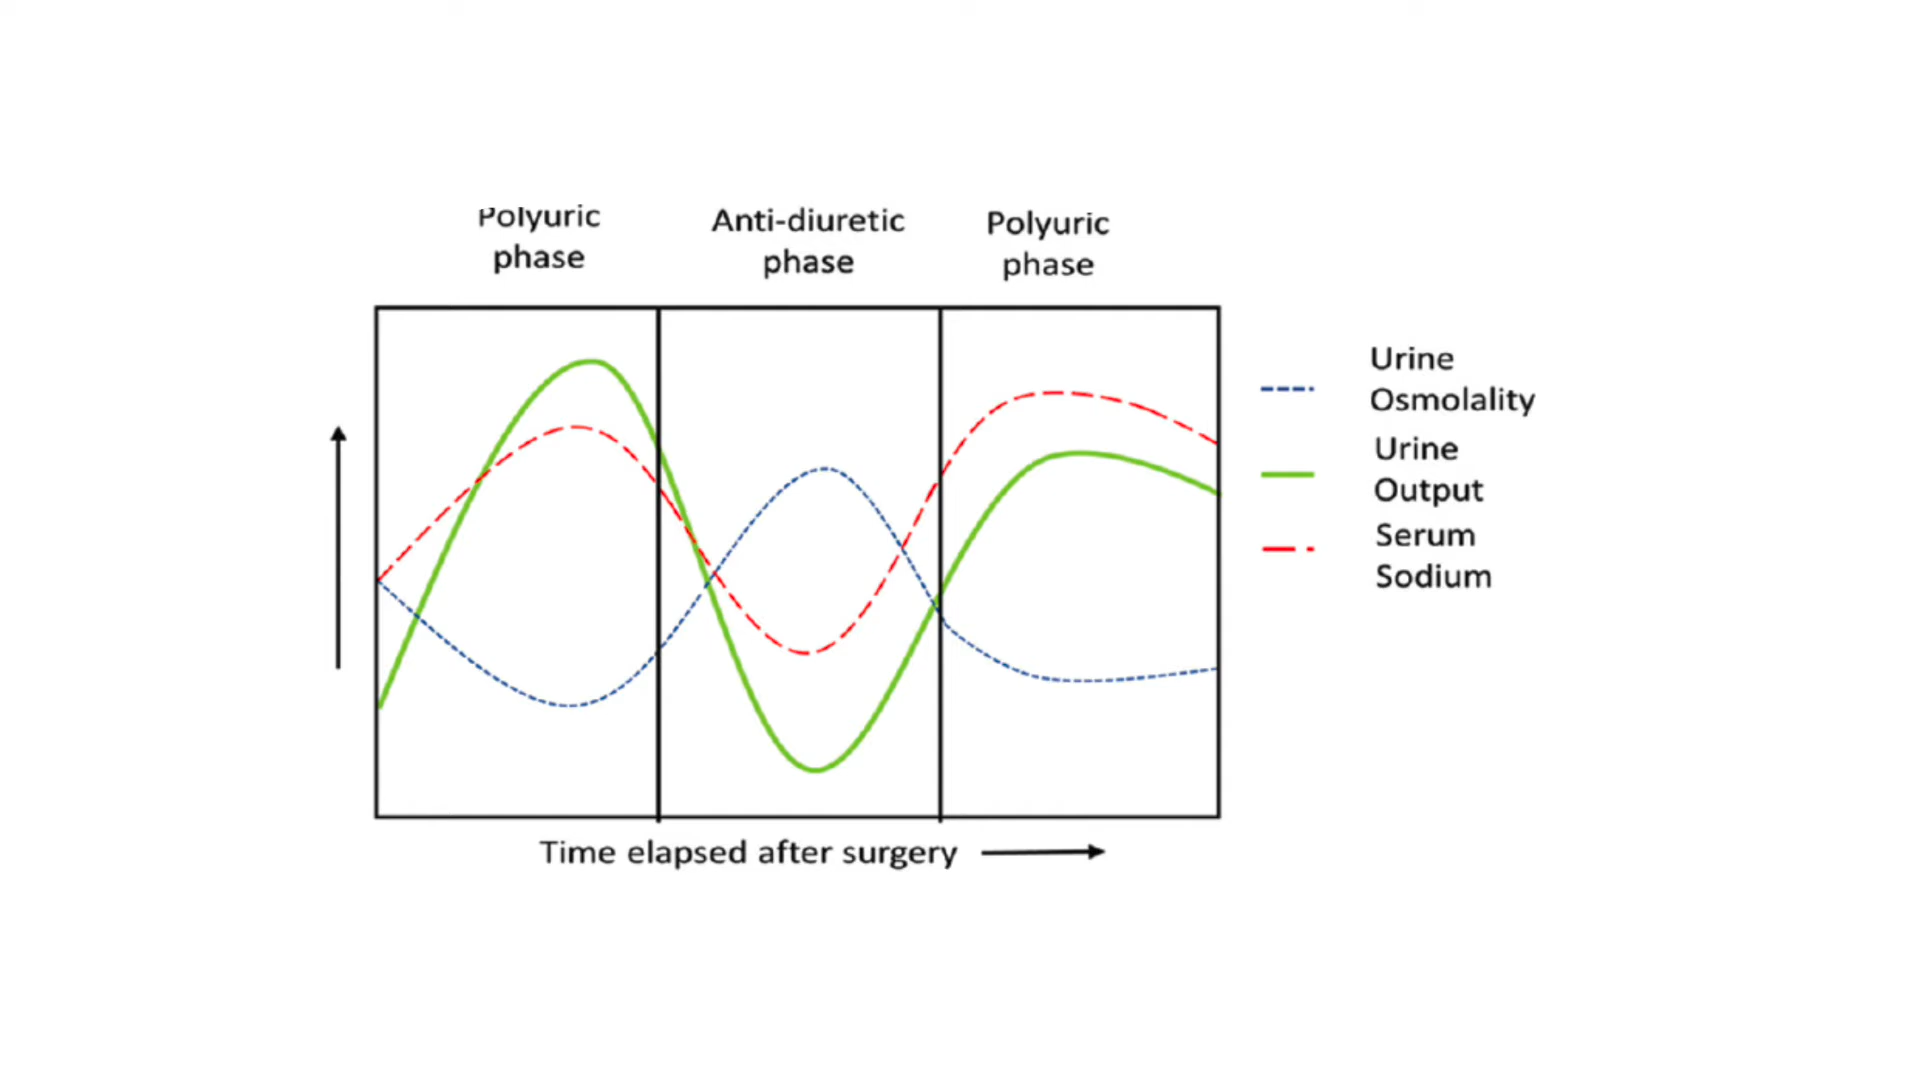 Polyuric
phase
Anti-diuretic
phase
Polyuric
phase
Urine
Osmolality
Urine
Output
Serum
Sodium
Time elapsed after surgery